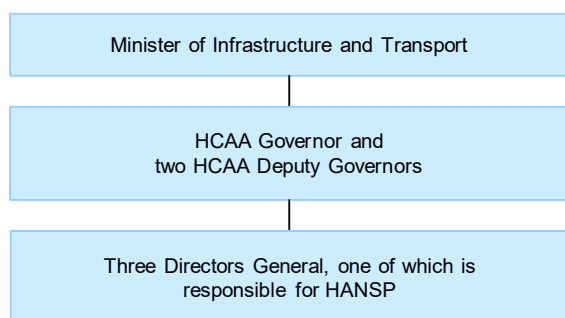 Minister of Infrastructure and Transport
HCAA Governor and
two HCAA Deputy Governors
Three Directors General, one of which is
responsible for HANSP